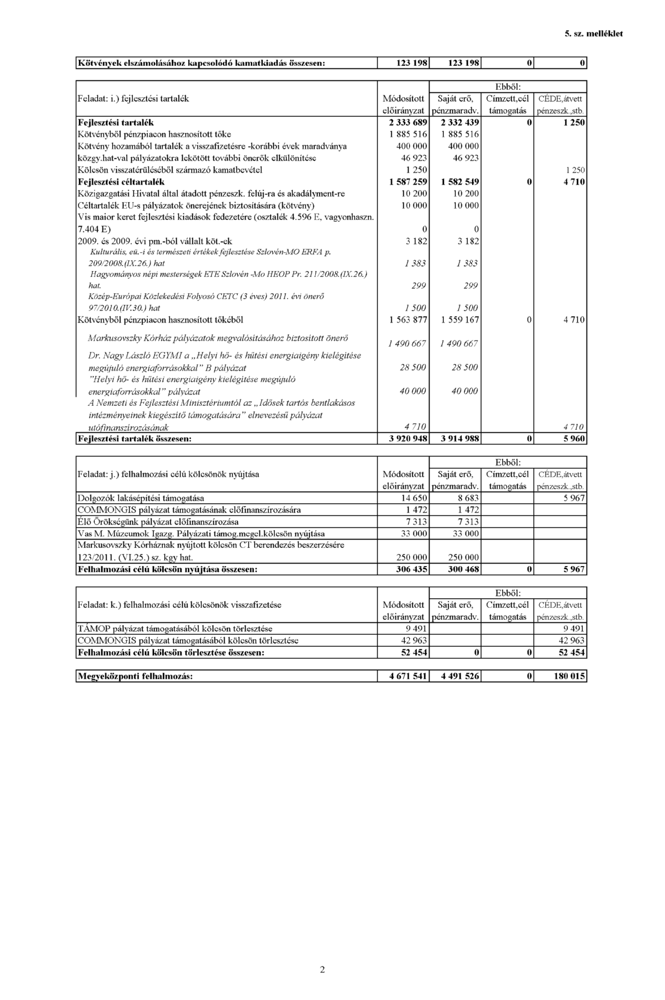 5. sz. melléklet
Kötvények elszámolásához kapcsolódó kamatkiadás összesen: 123 198 123 198 0 0
Ebből:
Feladat: i.) fejlesztési tartalék Módosított Saját erő, Címzett,cél CÉDE,átvett
előirányzat pénzmaradv. támogatás pénzeszk.,stb.
Fejlesztési tartalék 2 333 689 2 332 439 0 1 250
Kötvényből pénzpiacon hasznosított tőke 1 885 516 1 885 516
Kötvény hozamából tartalék a visszafizetésre -korábbi évek maradványa 400 000 400 000
közgy.hat-val pályázatokra lekötött további önerők elkülönítése 46 923 46 923
Kölcsön visszatérüléséből származó kamatbevétel 1 250 1 250
Fejlesztési céltartalék 1 587 259 1 582 549 0 4 710
Közigazgatási Hivatal által átadott pénzeszk. felúj-ra és akadályment-re 10 200 10 200
Céltartalék EU-s pályázatok önerejének biztosítására (kötvény) 10 000 10 000
Vis maior keret fejlesztési kiadások fedezetére (osztalék 4.596 E, vagyonhaszn.
7.404 E) 0 0
2009. és 2009. évi pm.-ból vállalt köt.-ek 3 182 3 182
Kulturális, eü.-i és természeti értékek fejlesztése Szlovén-MO ERFA p.
209/2008.(IX.26.) hat 1 383 1 383
Hagyományos népi mesterségek ETE Szlovén -Mo HEOP Pr. 211/2008.(IX.26.)
hat. 299 299
Közép-Európai Közlekedési Folyosó CETC (3 éves) 2011. évi önerő
97/2010.(IV.30.) hat 1 500 1 500
Kötvényből pénzpiacon hasznosított tőkéből 1 563 877 1 559 167 0 4 710
Markusovszky Kórház pályázatok megvalósításához biztosított önerő 1 490 667 1 490 667
Dr. Nagy László EGYMI a „Helyi hő- és hűtési energiaigény kielégítése
megújuló energiaforrásokkal” B pályázat 28 500 28 500
”Helyi hő- és hűtési energiaigény kielégítése megújuló
energiaforrásokkal” pályázat 40 000 40 000
A Nemzeti és Fejlesztési Minisztériumtól az „Idősek tartós bentlakásos
intézményeinek kiegészítő támogatására” elnevezésű pályázat
utófinanszírozásának 4 710 4 710
Fejlesztési tartalék összesen: 3 920 948 3 914 988 0 5 960
Ebből:
Feladat: j.) felhalmozási célú kölcsönök nyújtása Módosított Saját erő, Címzett,cél CÉDE,átvett
előirányzat pénzmaradv. támogatás pénzeszk.,stb.
Dolgozók lakásépítési támogatása 14 650 8 683 5 967
COMMONGIS pályázat támogatásának előfinanszírozására 1 472 1 472
Élő Örökségünk pályázat előfinanszírozása 7 313 7 313
Vas M. Múzeumok Igazg. Pályázati támog.megel.kölcsön nyújtása 33 000 33 000
Markusovszky Kórháznak nyújtott kölcsön CT berendezés beszerzésére
123/2011. (VI.25.) sz. kgy hat. 250 000 250 000
Felhalmozási célú kölcsön nyújtása összesen: 306 435 300 468 0 5 967
Ebből:
Feladat: k.) felhalmozási célú kölcsönök visszafizetése Módosított Saját erő, Címzett,cél CÉDE,átvett
előirányzat pénzmaradv. támogatás pénzeszk.,stb.
TÁMOP pályázat támogatásából kölcsön törlesztése 9 491 9 491
COMMONGIS pályázat támogatásából kölcsön törlesztése 42 963 42 963
Felhalmozási célú kölcsön törlesztése összesen: 52 454 0 0 52 454
Megyeközponti felhalmozás: 4 671 541 4 491 526 0 180 015
2